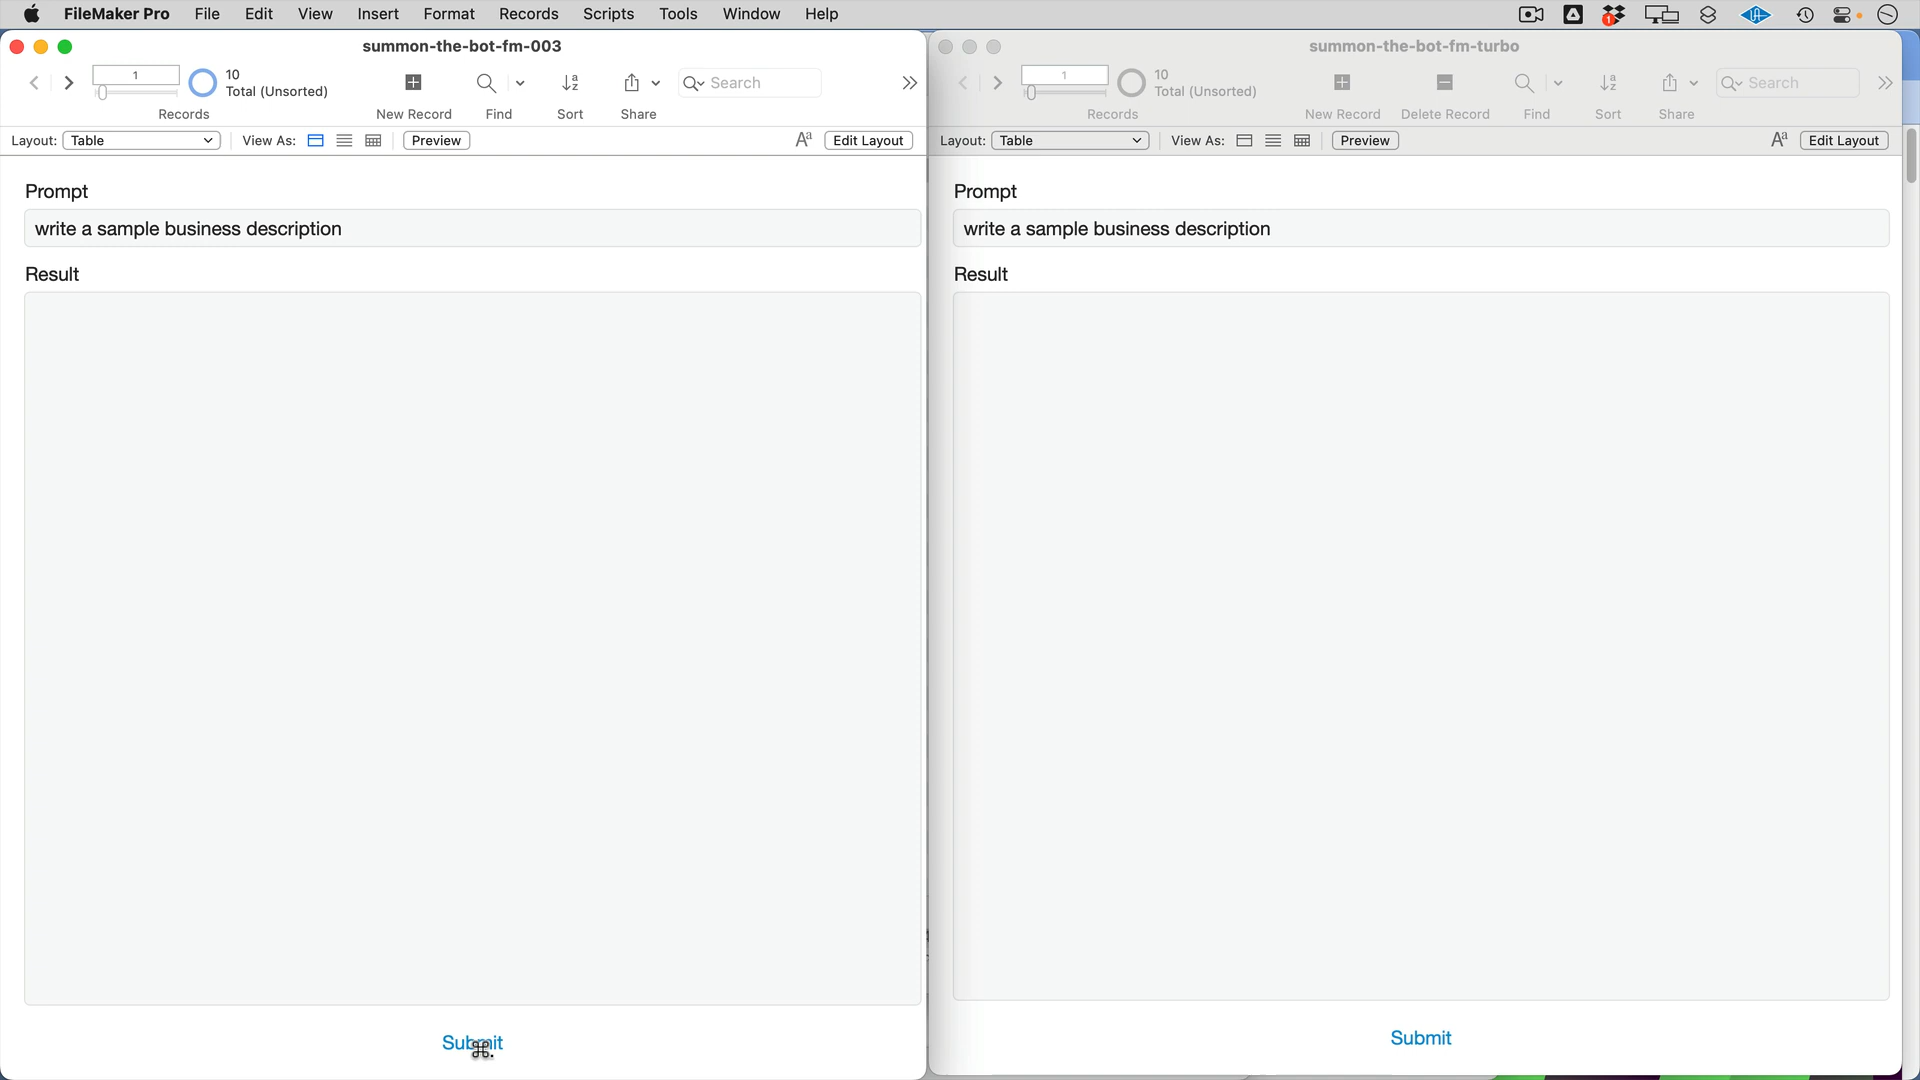 FileMaker Pro File Edit View Insert Format Records Scripts Tools Window Help
1
summon-the-bot-fm-003
1
10
Total (Unsorted)
Records
New Record
Find
Sort
Share
Search
Layout: Table
View As:
Preview
Aa
Edit Layout
Prompt
write a sample business description
Result
Submit
summon-the-bot-fm-turbo
1
10
Total (Unsorted)
Records
New Record
Delete Record
Find
Sort
Share
Search
Layout: Table
View As:
Preview
Aa
Edit Layout
Prompt
write a sample business description
Result
Submit